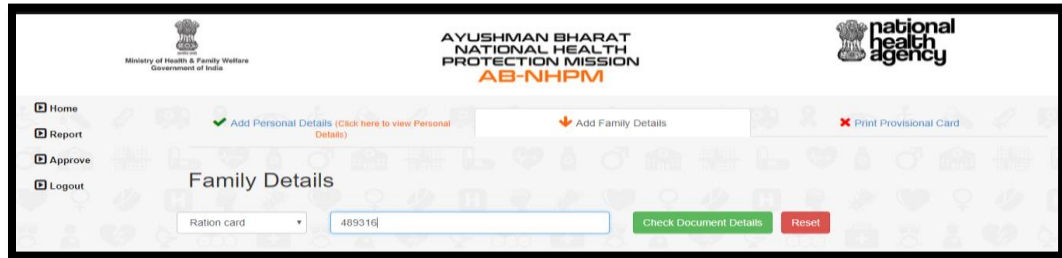 Ministry of Health & Family Welfare
Government of India
AYUSHMAN BHARAT
NATIONAL HEALTH
PROTECTION MISSION
AB-NHPM
national
health
agency
Home
Report
Approve
Logout
Add Personal Details (Click here to view Personal
Details)
Add Family Details
Print Provisional Card
Family Details
Ration card
489316
Check Document Details
Reset